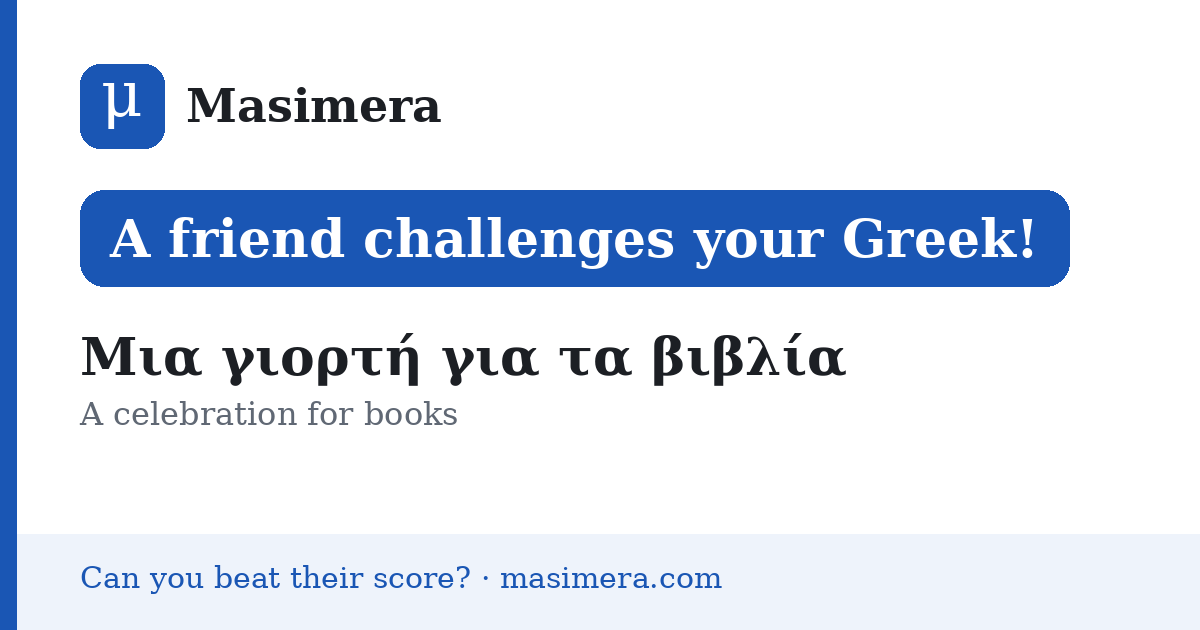 μ Masimera
A friend challenges your Greek!
Μια γιορτή για τα βιβλία
A celebration for books
Can you beat their score? · masimera.com